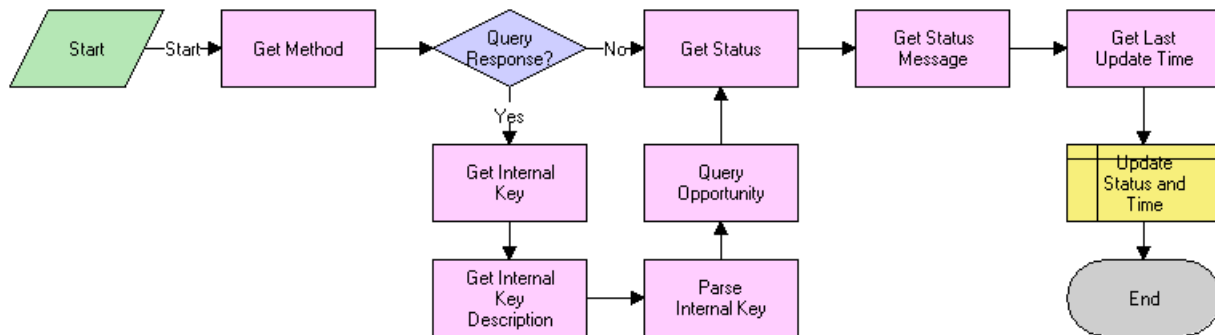 Start
Start
Get Method
Query
Response?
No
Get Status
Get Status
Message
Get Last
Update Time
Yes
Get Internal
Key
Query
Opportunity
Update
Status and
Time
Get Internal
Key
Description
Parse
Internal Key
End